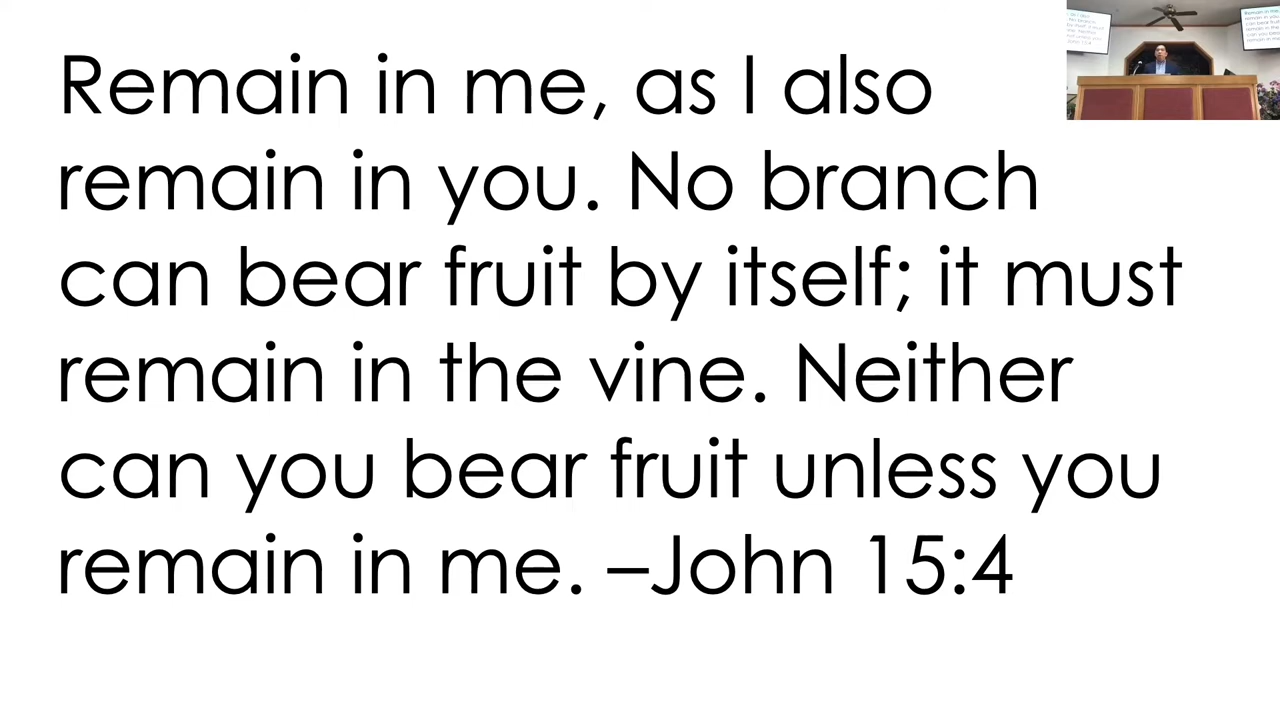 Remain in me, as I also
remain in you. No branch
can bear fruit by itself; it must
remain in the vine. Neither
can you bear fruit unless you
remain in me. –John 15:4